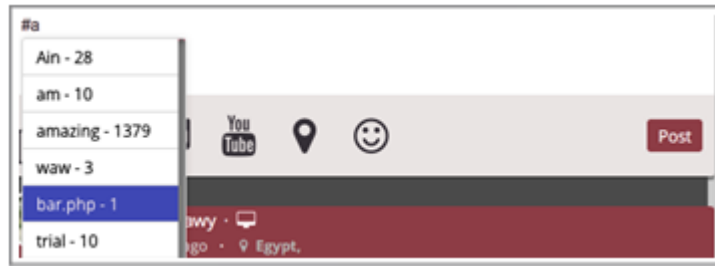 #a
Ain - 28
am - 10
amazing - 1379
waw - 3
bar.php - 1
trial - 10
You
Tube
Post
awy ·
ago · Egypt,